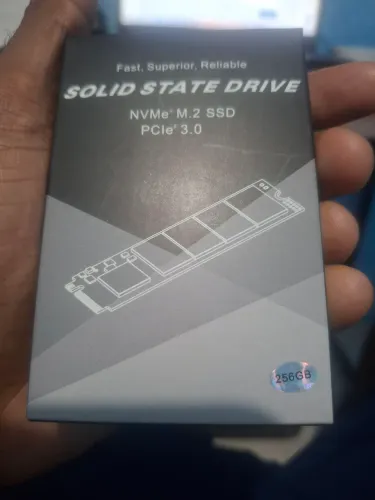 Fast, Superior, Reliable
SOLID STATE DRIVE
NVMe® M.2 SSD
PCIe® 3.0
256GB